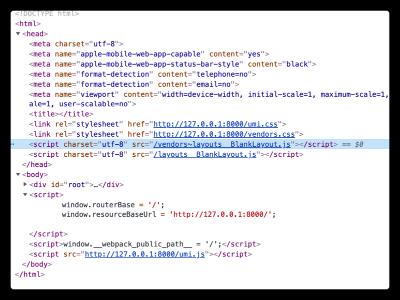 <!DOCTYPE html>
<html>
▼<head>
<meta charset="utf-8">
<meta name="apple-mobile-web-app-capable" content="yes">
<meta name="apple-mobile-web-app-status-bar-style" content="black">
<meta name="format-detection" content="telephone=no">
<meta name="format-detection" content="email=no">
<meta name="viewport" content="width=device-width, initial-scale=1, maximum-scale=1,
ale=1, user-scalable=no">
<title></title>
<link rel="stylesheet" href="http://127.0.0.1:8000/umi.css">
<link rel="stylesheet" href="http://127.0.0.1:8000/vendors.css">
<script charset="utf-8" src="/vendors~layouts__BlankLayout.js"></script> == $0
<script charset="utf-8" src="/layouts__BlankLayout.js"></script>
</head>
▼<body>
▶<div id="root">…</div>
▼<script>
window.routerBase = '/';
window.resourceBaseUrl = 'http://127.0.0.1:8000/';
</script>
<script>window.__webpack_public_path__ = '/';</script>
<script src="http://127.0.0.1:8000/umi.js"></script>
</body>
</html>